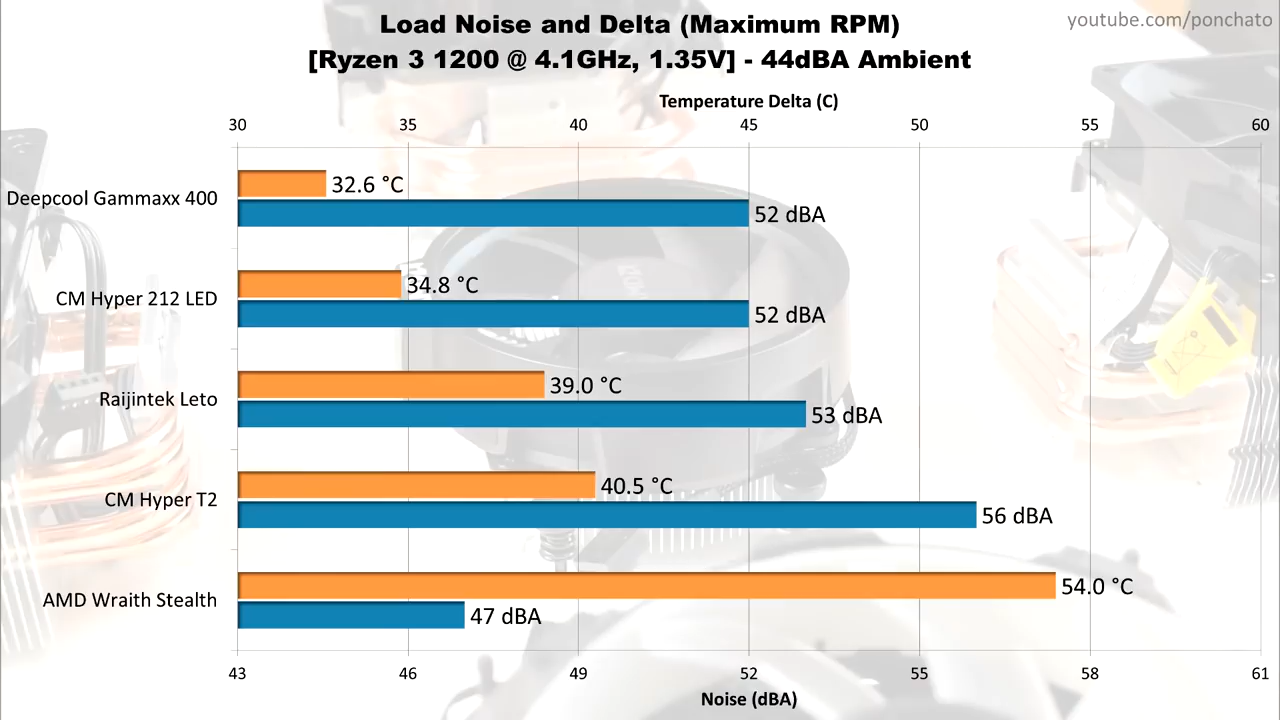 Load Noise and Delta (Maximum RPM)
youtube.com/ponchato
[Ryzen 3 1200 @ 4.1GHz, 1.35V] - 44dBA Ambient
Temperature Delta (C)
30 35 40 45 50 55 60
Deepcool Gammaxx 400
32.6 °C
52 dBA
CM Hyper 212 LED
34.8 °C
52 dBA
Raijintek Leto
39.0 °C
53 dBA
CM Hyper T2
40.5 °C
56 dBA
AMD Wraith Stealth
54.0 °C
47 dBA
43 46 49 52 55 58 61
Noise (dBA)